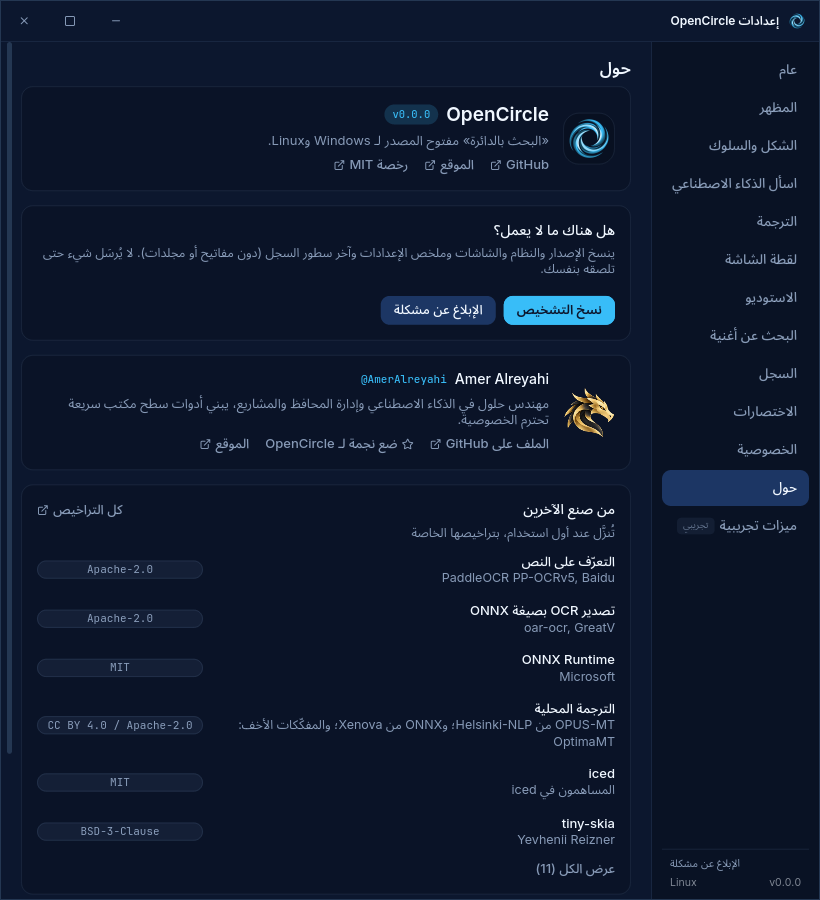 إعدادات OpenCircle
عام
المظهر
الشكل والسلوك
اسأل الذكاء الاصطناعي
الترجمة
لقطة الشاشة
الاستوديو
البحث عن أغنية
السجل
الاختصارات
الخصوصية
حول
ميزات تجريبية تجريبي
الإبلاغ عن مشكلة
v0.0.0 Linux
حول
OpenCircle v0.0.0
«البحث بالدائرة» مفتوح المصدر لـ Windows وLinux.
GitHub الموقع رخصة MIT
هل هناك ما لا يعمل؟
ينسخ الإصدار والنظام والشاشات وملخص الإعدادات وآخر سطور السجل (دون مفاتيح أو مجلدات). لا يُرسَل شيء حتى
تلصقه بنفسك.
نسخ التشخيص الإبلاغ عن مشكلة
Amer Alreyahi @AmerAlreyahi
مهندس حلول في الذكاء الاصطناعي وإدارة المحافظ والمشاريع، يبني أدوات سطح مكتب سريعة
تحترم الخصوصية.
الملف على GitHub ضع نجمة لـ OpenCircle الموقع
من صنع الآخرين كل التراخيص
تُنزَّل عند أول استخدام، بتراخيصها الخاصة
التعرّف على النص
PaddleOCR PP-OCRv5, Baidu
Apache-2.0
تصدير OCR بصيغة ONNX
oar-ocr, GreatV
Apache-2.0
ONNX Runtime
Microsoft
MIT
الترجمة المحلية
OPUS-MT من Helsinki-NLP؛ وONNX من Xenova؛ والمفكّكات الأخف:
OptimaMT
CC BY 4.0 / Apache-2.0
iced
المساهمون في iced
MIT
tiny-skia
Yevhenii Reizner
BSD-3-Clause
عرض الكل (11)